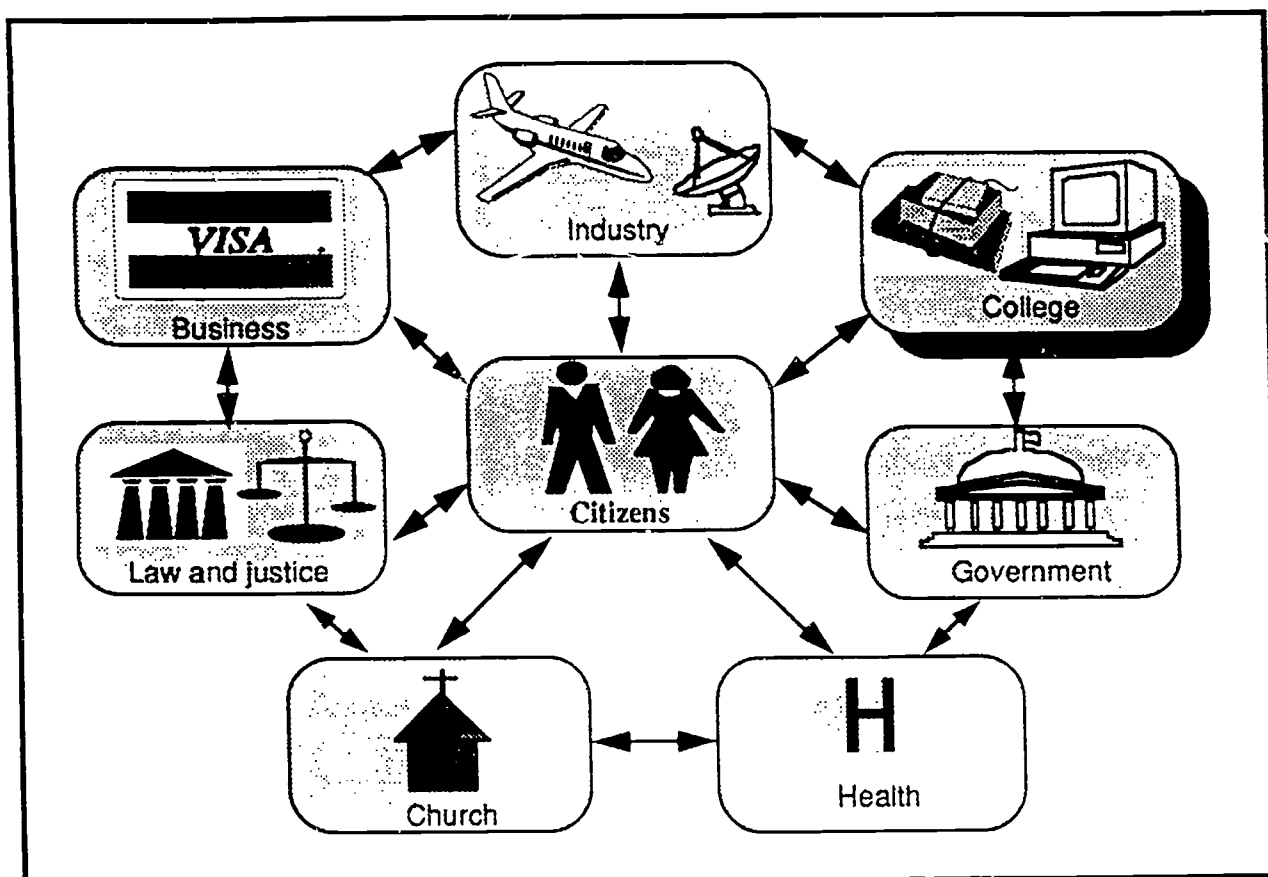 Industry
VISA
Business
College
Citizens
Law and justice
Government
Church
H
Health